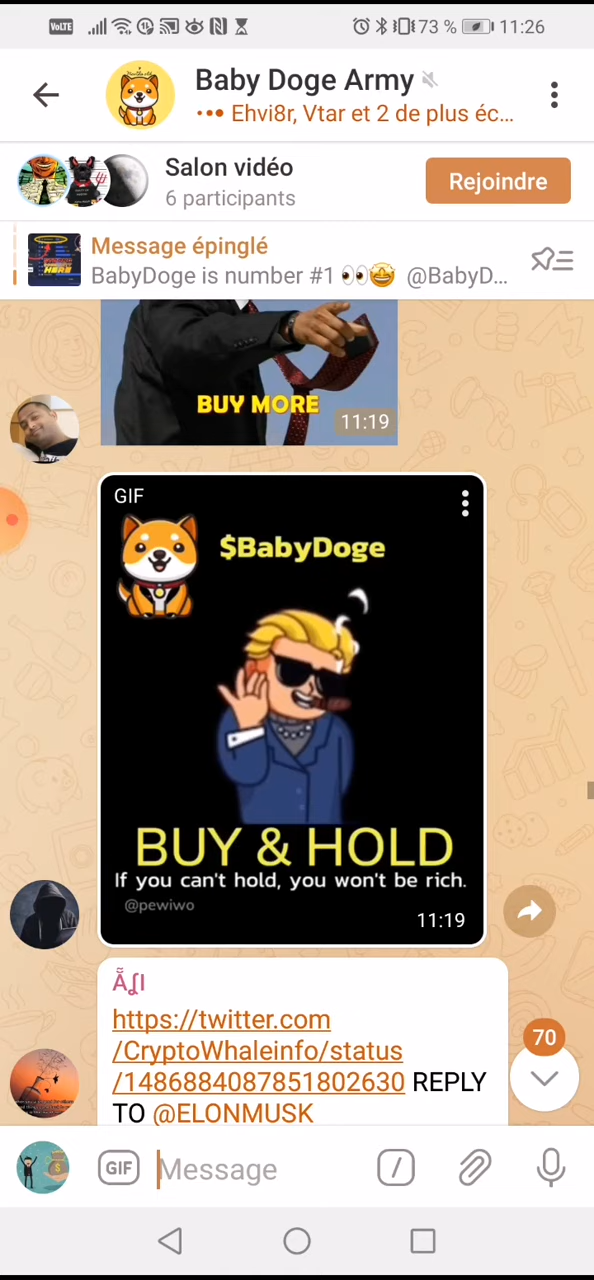 VoLTE 73 % 11:26
Baby Doge Army
Ehvi8r, Vtar et 2 de plus éc...
Salon vidéo
6 participants
Rejoindre
Message épinglé
BabyDoge is number #1 👀🤩 @BabyD...
BUY MORE
11:19
GIF
$BabyDoge
BUY & HOLD
If you can't hold, you won't be rich.
@pewiwo
11:19
https://twitter.com
/CryptoWhaleinfo/status
/1486884087851802630 REPLY
TO @ELONMUSK
70
GIF Message